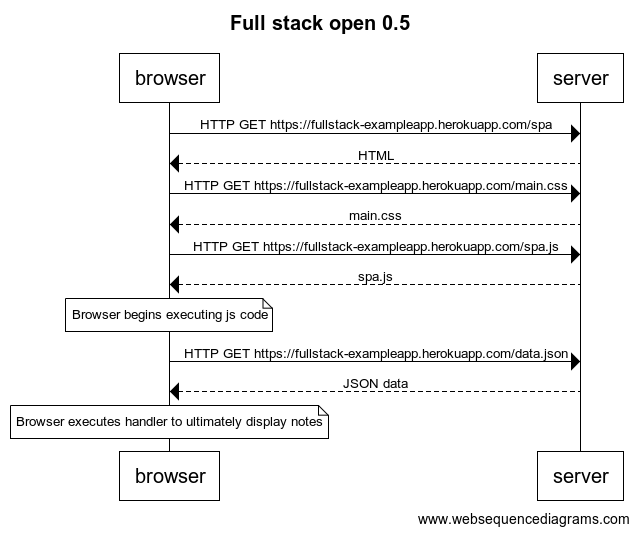 Full stack open 0.5
browser
server
HTTP GET https://fullstack-exampleapp.herokuapp.com/spa
HTML
HTTP GET https://fullstack-exampleapp.herokuapp.com/main.css
main.css
HTTP GET https://fullstack-exampleapp.herokuapp.com/spa.js
spa.js
Browser begins executing js code
HTTP GET https://fullstack-exampleapp.herokuapp.com/data.json
JSON data
Browser executes handler to ultimately display notes
browser
server
www.websequencediagrams.com